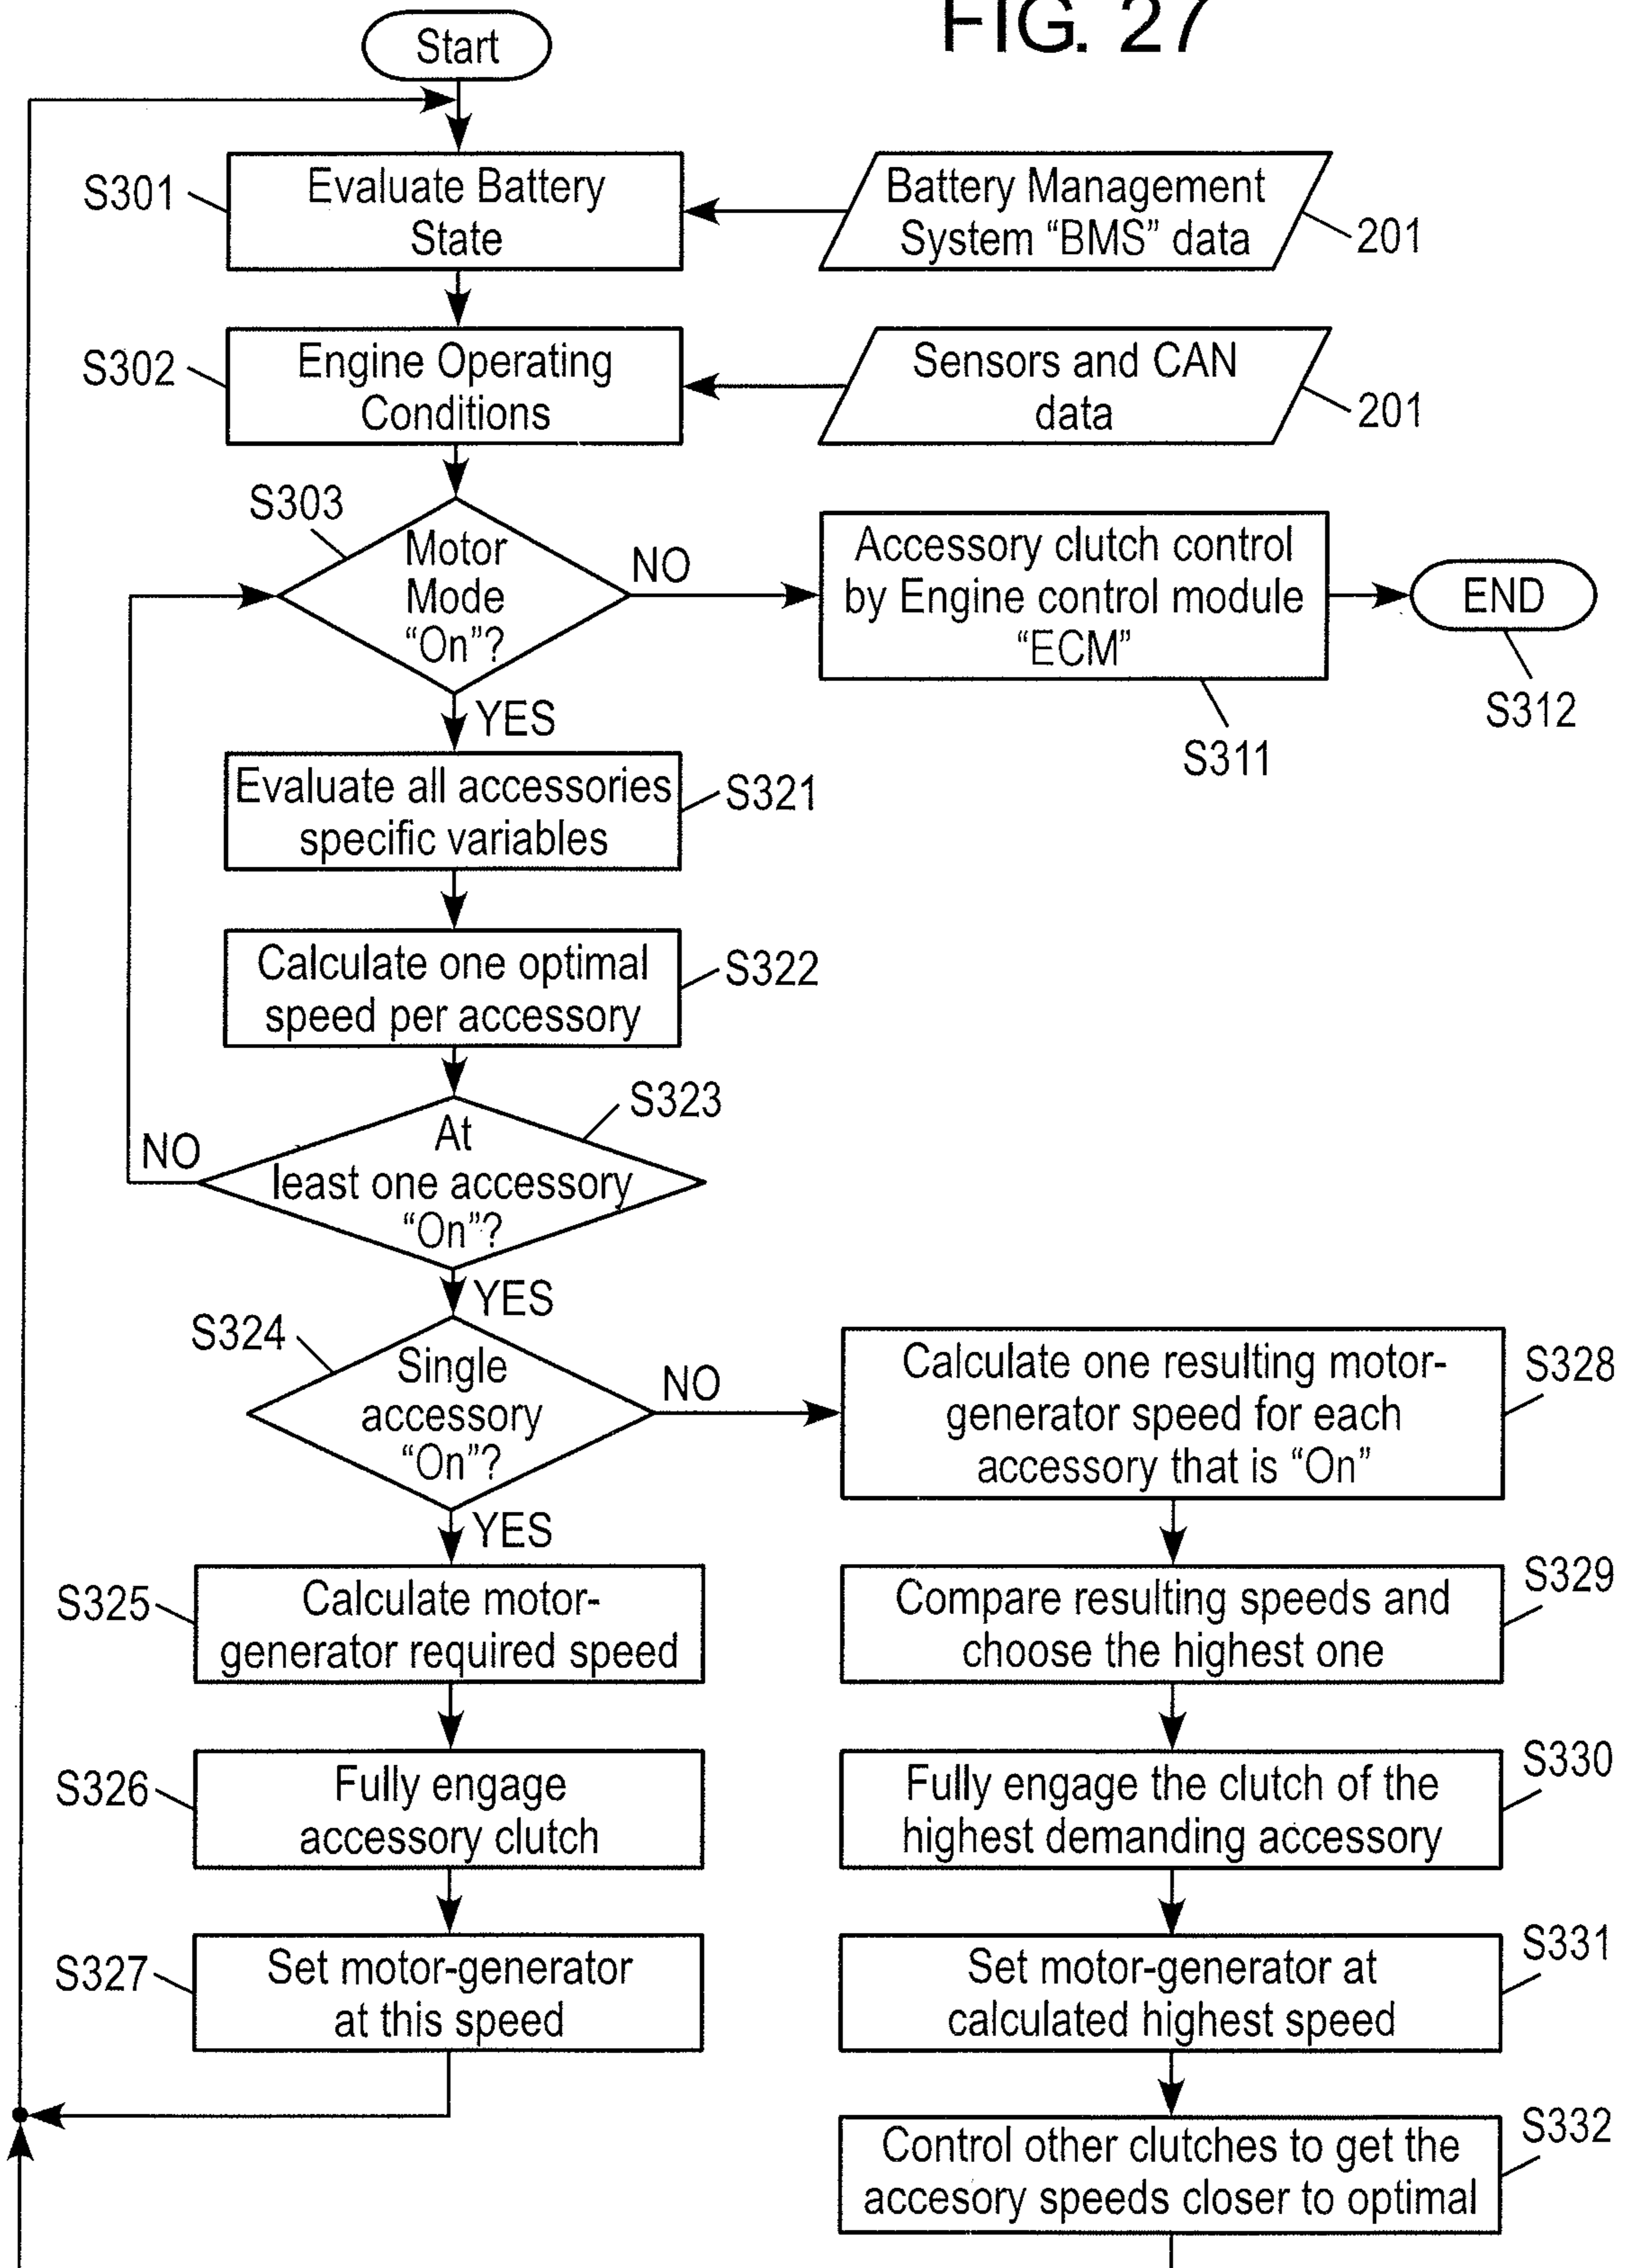 FIG. 27
Start
S301
Evaluate Battery
State
Battery Management
System “BMS” data
201
S302
Engine Operating
Conditions
Sensors and CAN
data
201
S303
Motor
Mode
“On”?
NO
Accessory clutch control
by Engine control module
“ECM”
S311
END
S312
YES
Evaluate all accessories
specific variables
S321
Calculate one optimal
speed per accessory
S322
S323
At
least one accessory
“On”?
NO
YES
S324
Single
accessory
“On”?
NO
Calculate one resulting motor-
generator speed for each
accessory that is “On”
S328
YES
S325
Calculate motor-
generator required speed
Compare resulting speeds and
choose the highest one
S329
S326
Fully engage
accessory clutch
Fully engage the clutch of the
highest demanding accessory
S330
S327
Set motor-generator
at this speed
Set motor-generator at
calculated highest speed
S331
Control other clutches to get the
accesory speeds closer to optimal
S332